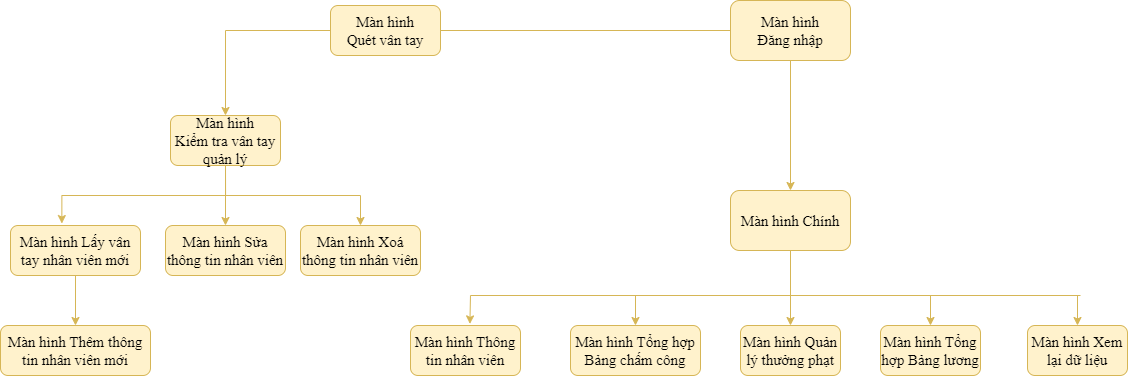 Màn hình
Quét vân tay
Màn hình
Đăng nhập
Màn hình
Kiểm tra vân tay
quản lý
Màn hình Chính
Màn hình Lấy vân
tay nhân viên mới
Màn hình Sửa
thông tin nhân viên
Màn hình Xoá
thông tin nhân viên
Màn hình Thêm thông
tin nhân viên mới
Màn hình Thông
tin nhân viên
Màn hình Tổng hợp
Bảng chấm công
Màn hình Quản
lý thưởng phạt
Màn hình Tổng
hợp Bảng lương
Màn hình Xem
lại dữ liệu